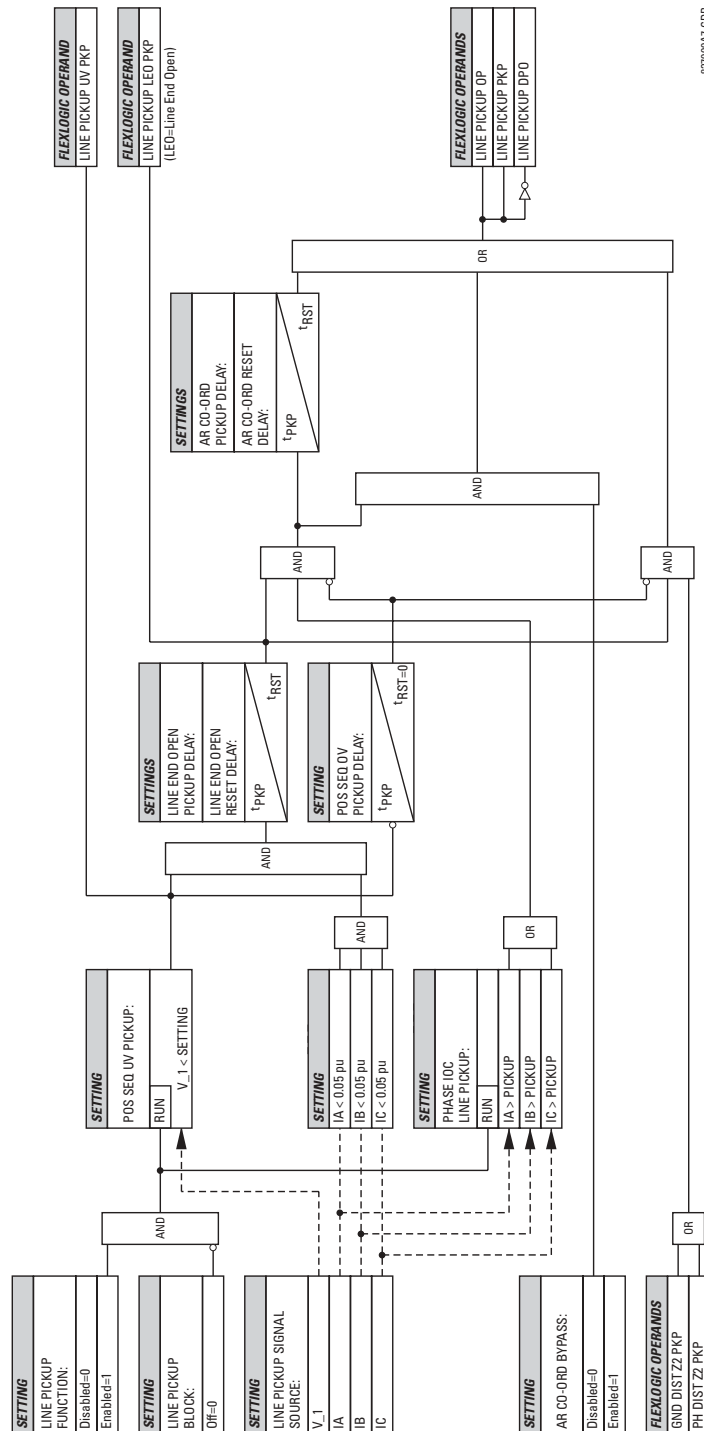 SETTING
LINE PICKUP
FUNCTION:
Disabled=0
Enabled=1
SETTING
LINE PICKUP
BLOCK:
Off=0
SETTING
LINE PICKUP SIGNAL
SOURCE:
V_1
IA
IB
IC
SETTING
AR CO-ORD BYPASS:
Disabled=0
Enabled=1
FLEXLOGIC OPERANDS
GND DIST Z2 PKP
PH DIST Z2 PKP
AND
OR
SETTING
POS SEQ UV PICKUP:
RUN
V_1 < SETTING
SETTING
IA < 0.05 pu
IB < 0.05 pu
IC < 0.05 pu
SETTING
PHASE IOC
LINE PICKUP:
RUN
IA > PICKUP
IB > PICKUP
IC > PICKUP
AND
OR
AND
SETTINGS
LINE END OPEN
PICKUP DELAY:
LINE END OPEN
RESET DELAY:
tPKP
tRST
SETTING
POS SEQ OV
PICKUP DELAY:
tPKP
tRST=0
AND
AND
AND
SETTINGS
AR CO-ORD
PICKUP DELAY:
AR CO-ORD RESET
DELAY:
tPKP
tRST
OR
FLEXLOGIC OPERAND
LINE PICKUP UV PKP
FLEXLOGIC OPERAND
LINE PICKUP LEO PKP
(LEO=Line End Open)
FLEXLOGIC OPERANDS
LINE PICKUP OP
LINE PICKUP PKP
LINE PICKUP DPO